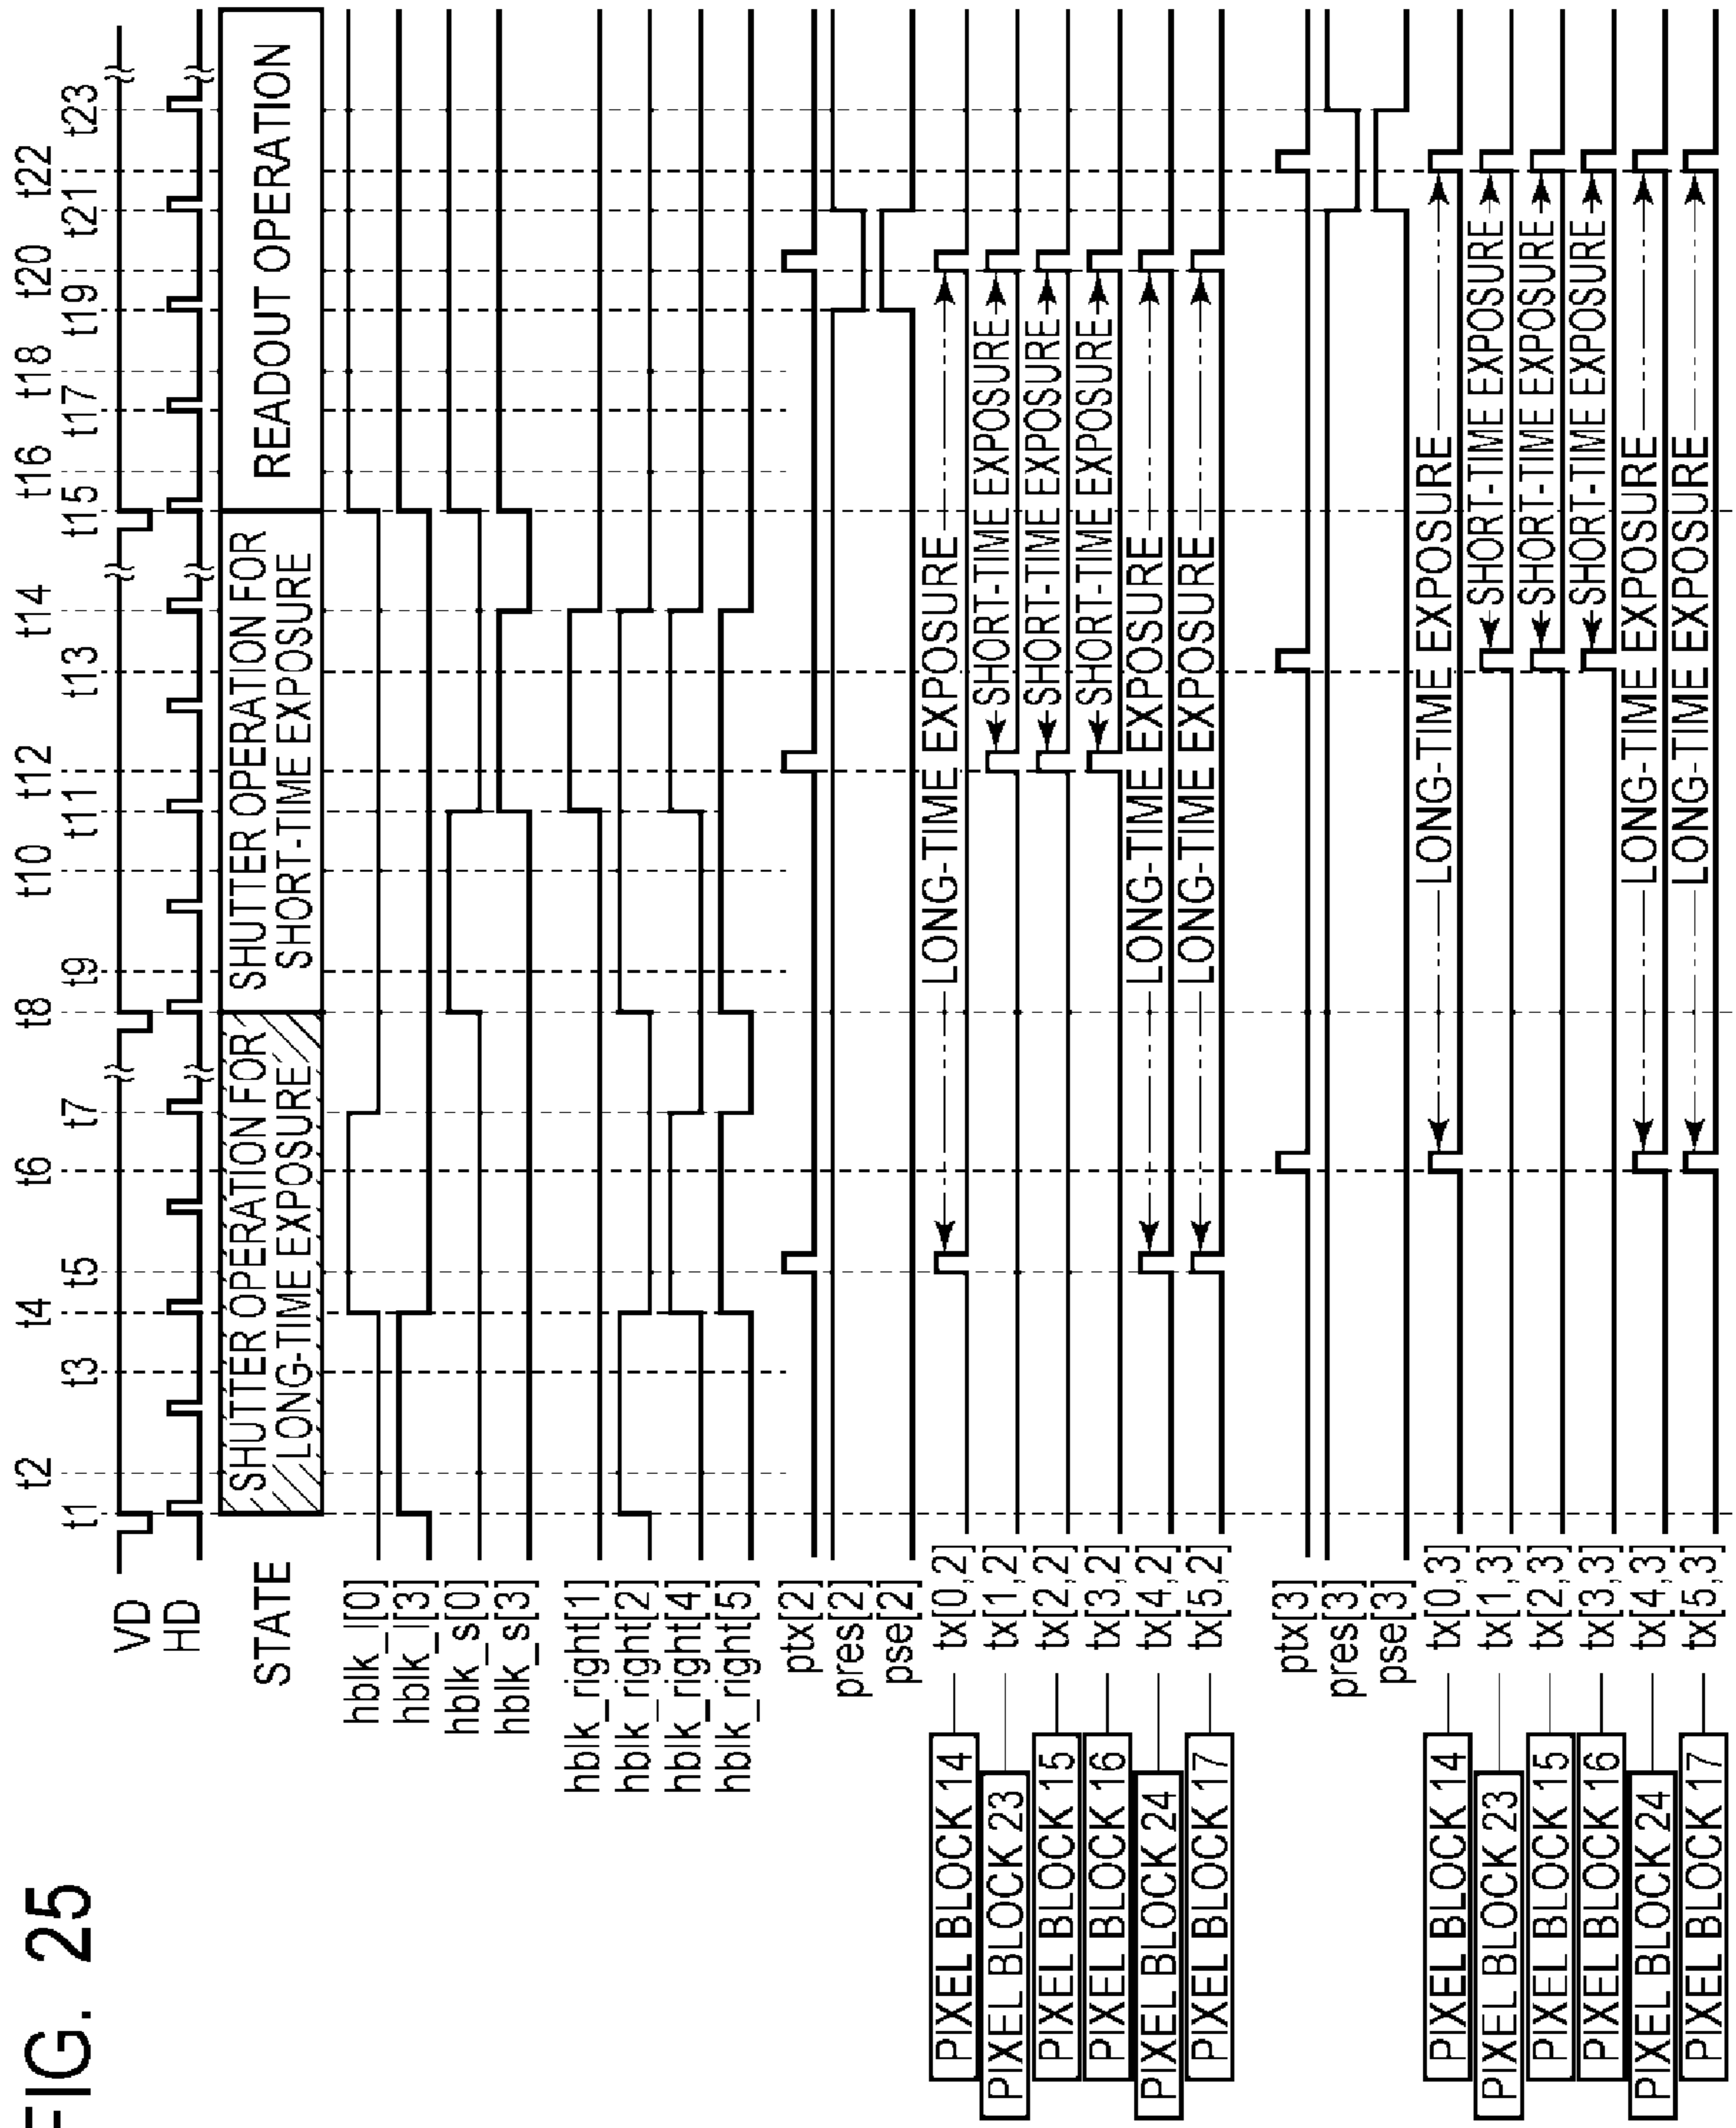 FIG. 25
t1 t2 t3 t4 t5 t6 t7 t8 t9 t10 t11 t12 t13 t14 t15 t16 t17 t18 t19 t20 t21 t22 t23
VD
HD
STATE
SHUTTER OPERATION FOR
LONG-TIME EXPOSURE
SHUTTER OPERATION FOR
SHORT-TIME EXPOSURE
READOUT OPERATION
hblk_l[0]
hblk_l[3]
hblk_s[0]
hblk_s[3]
hblk_right[1]
hblk_right[2]
hblk_right[4]
hblk_right[5]
ptx[2]
pres[2]
pse[2]
PIXEL BLOCK 14 tx[0,2] LONG-TIME EXPOSURE
PIXEL BLOCK 23 tx[1,2] SHORT-TIME EXPOSURE
PIXEL BLOCK 15 tx[2,2] SHORT-TIME EXPOSURE
PIXEL BLOCK 16 tx[3,2] SHORT-TIME EXPOSURE
PIXEL BLOCK 24 tx[4,2] LONG-TIME EXPOSURE
PIXEL BLOCK 17 tx[5,2] LONG-TIME EXPOSURE
ptx[3]
pres[3]
pse[3]
PIXEL BLOCK 14 tx[0,3] LONG-TIME EXPOSURE
PIXEL BLOCK 23 tx[1,3] SHORT-TIME EXPOSURE
PIXEL BLOCK 15 tx[2,3] SHORT-TIME EXPOSURE
PIXEL BLOCK 16 tx[3,3] SHORT-TIME EXPOSURE
PIXEL BLOCK 24 tx[4,3] LONG-TIME EXPOSURE
PIXEL BLOCK 17 tx[5,3] LONG-TIME EXPOSURE